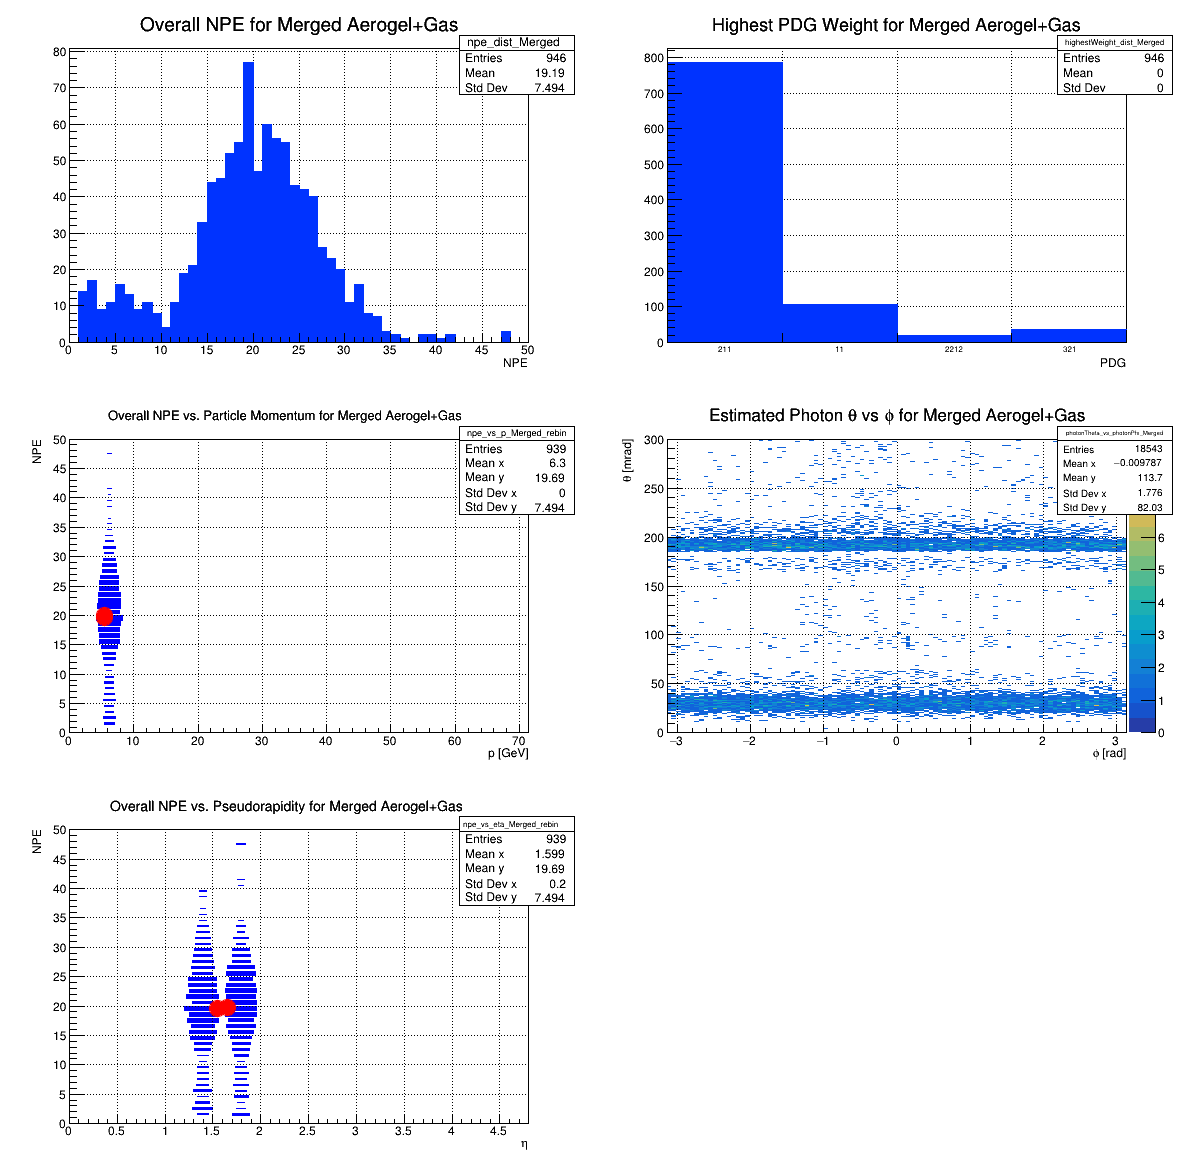 Overall NPE for Merged Aerogel+Gas
npe_dist_Merged
Entries 946
Mean 19.19
Std Dev 7.494
80
70
60
50
40
30
20
10
0
0 5 10 15 20 25 30 35 40 45 50
NPE
Highest PDG Weight for Merged Aerogel+Gas
highestWeight_dist_Merged
Entries 946
Mean 0
Std Dev 0
800
700
600
500
400
300
200
100
0
211 11 2212 321
PDG
Overall NPE vs. Particle Momentum for Merged Aerogel+Gas
npe_vs_p_Merged_rebin
Entries 939
Mean x 6.3
Mean y 19.69
Std Dev x 0
Std Dev y 7.494
NPE
50
45
40
35
30
25
20
15
10
5
0
0 10 20 30 40 50 60 70
p [GeV]
Estimated Photon θ vs ϕ for Merged Aerogel+Gas
photonTheta_vs_photonPhi_Merged
Entries 18543
Mean x −0.009787
Mean y 113.7
Std Dev x 1.776
Std Dev y 82.03
θ [mrad]
300
250
200
150
100
50
0
−3 −2 −1 0 1 2 3
ϕ [rad]
6
5
4
3
2
1
0
Overall NPE vs. Pseudorapidity for Merged Aerogel+Gas
npe_vs_eta_Merged_rebin
Entries 939
Mean x 1.599
Mean y 19.69
Std Dev x 0.2
Std Dev y 7.494
NPE
50
45
40
35
30
25
20
15
10
5
0
0 0.5 1 1.5 2 2.5 3 3.5 4 4.5
η